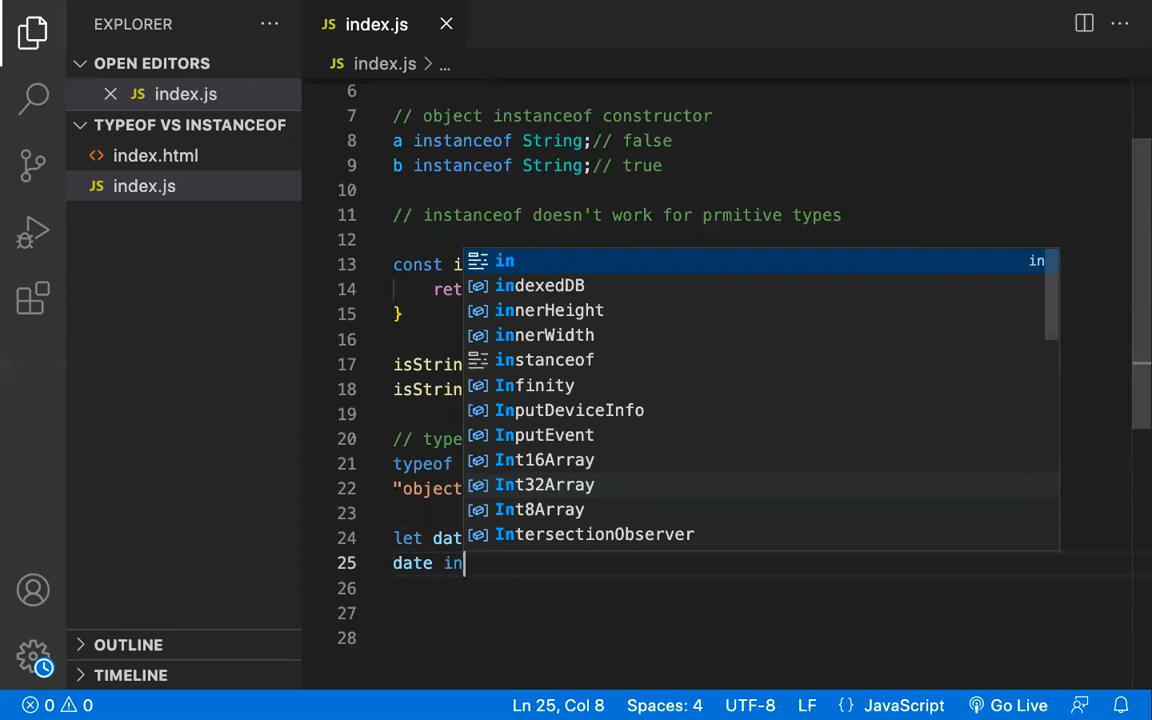 EXPLORER
OPEN EDITORS
JS index.js
TYPEOF VS INSTANCEOF
<> index.html
JS index.js
OUTLINE
TIMELINE
JS index.js
JS index.js > ...
6
7 // object instanceof constructor
8 a instanceof String;// false
9 b instanceof String;// true
10
11 // instanceof doesn't work for prmitive types
12
13 const i
14 ret
15 }
16
17 isStrin
18 isStrin
19
20 // type
21 typeof
22 "object
23
24 let dat
25 date in
26
27
28
in in
indexedDB
innerHeight
innerWidth
instanceof
Infinity
InputDeviceInfo
InputEvent
Int16Array
Int32Array
Int8Array
IntersectionObserver
0 0 Ln 25, Col 8 Spaces: 4 UTF-8 LF {} JavaScript Go Live